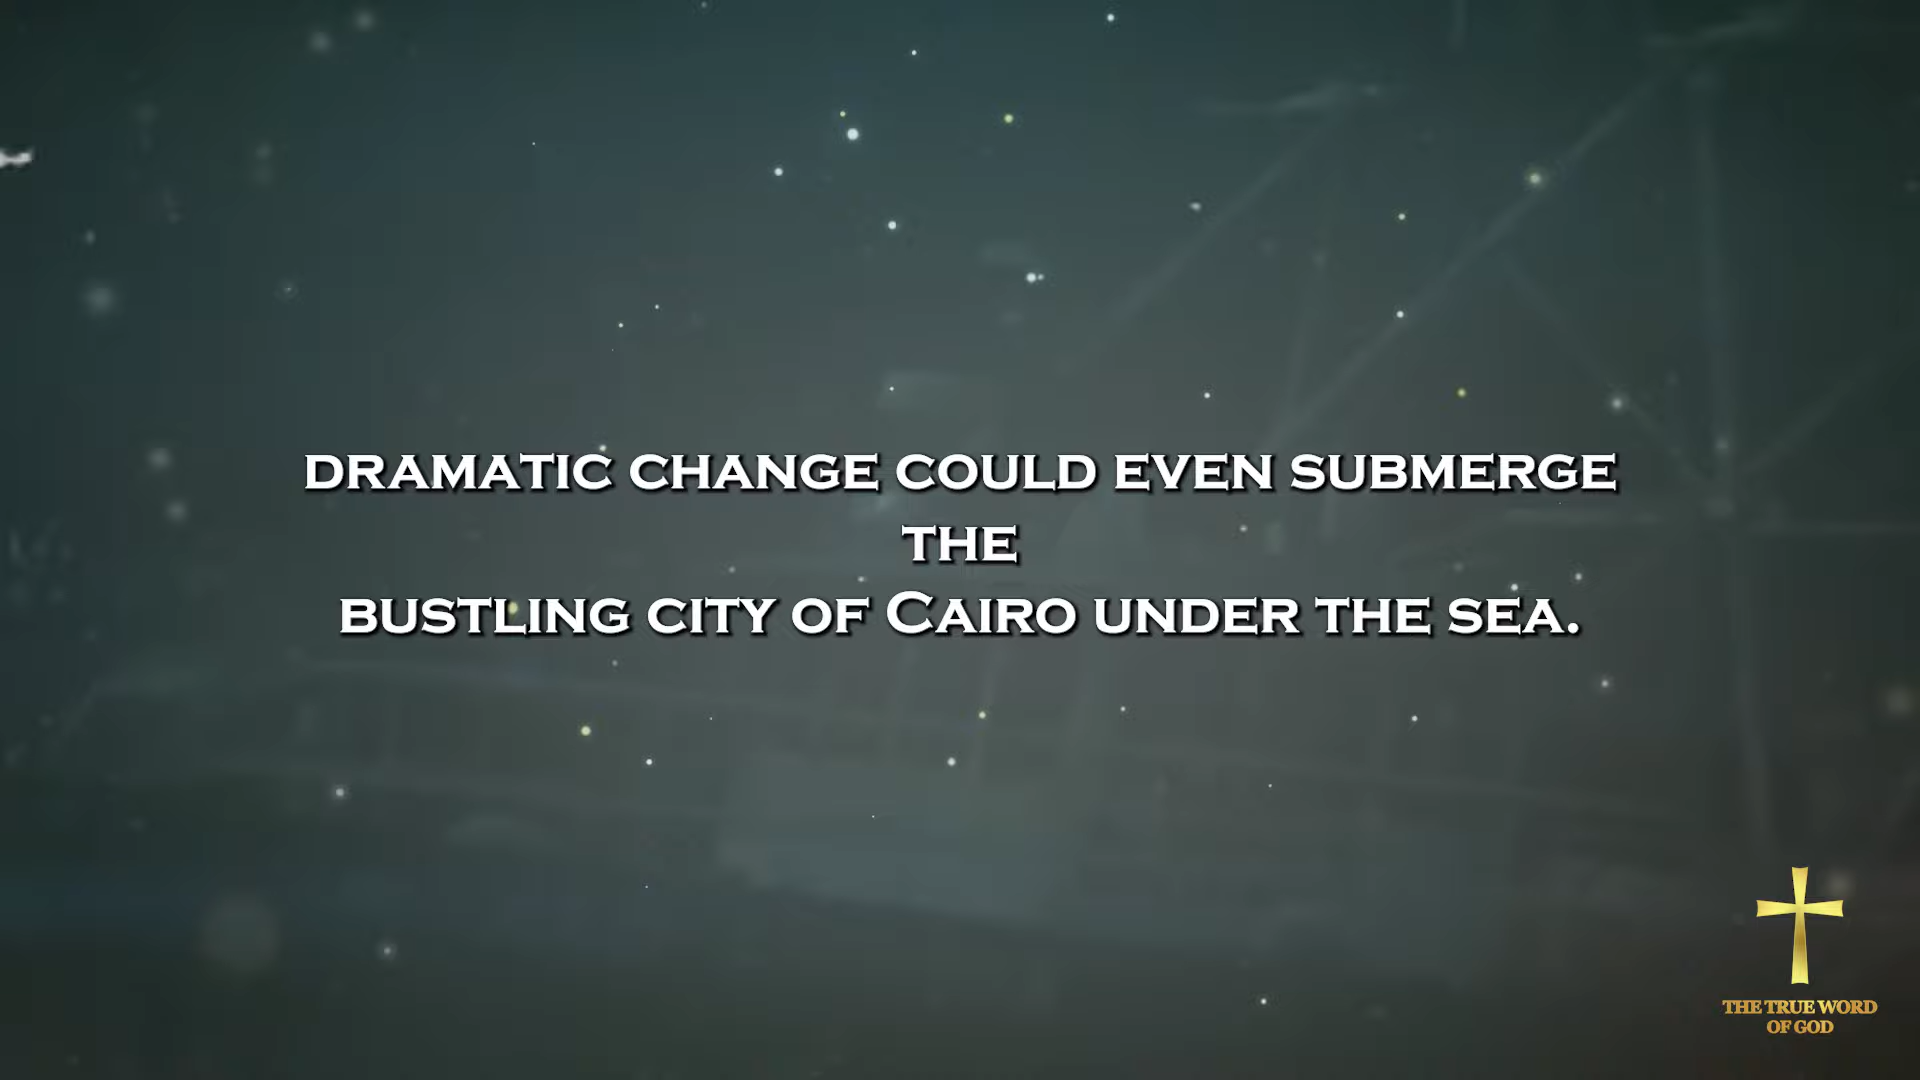 dramatic change could even submerge
the
bustling city of Cairo under the sea.
THE TRUE WORD
OF GOD